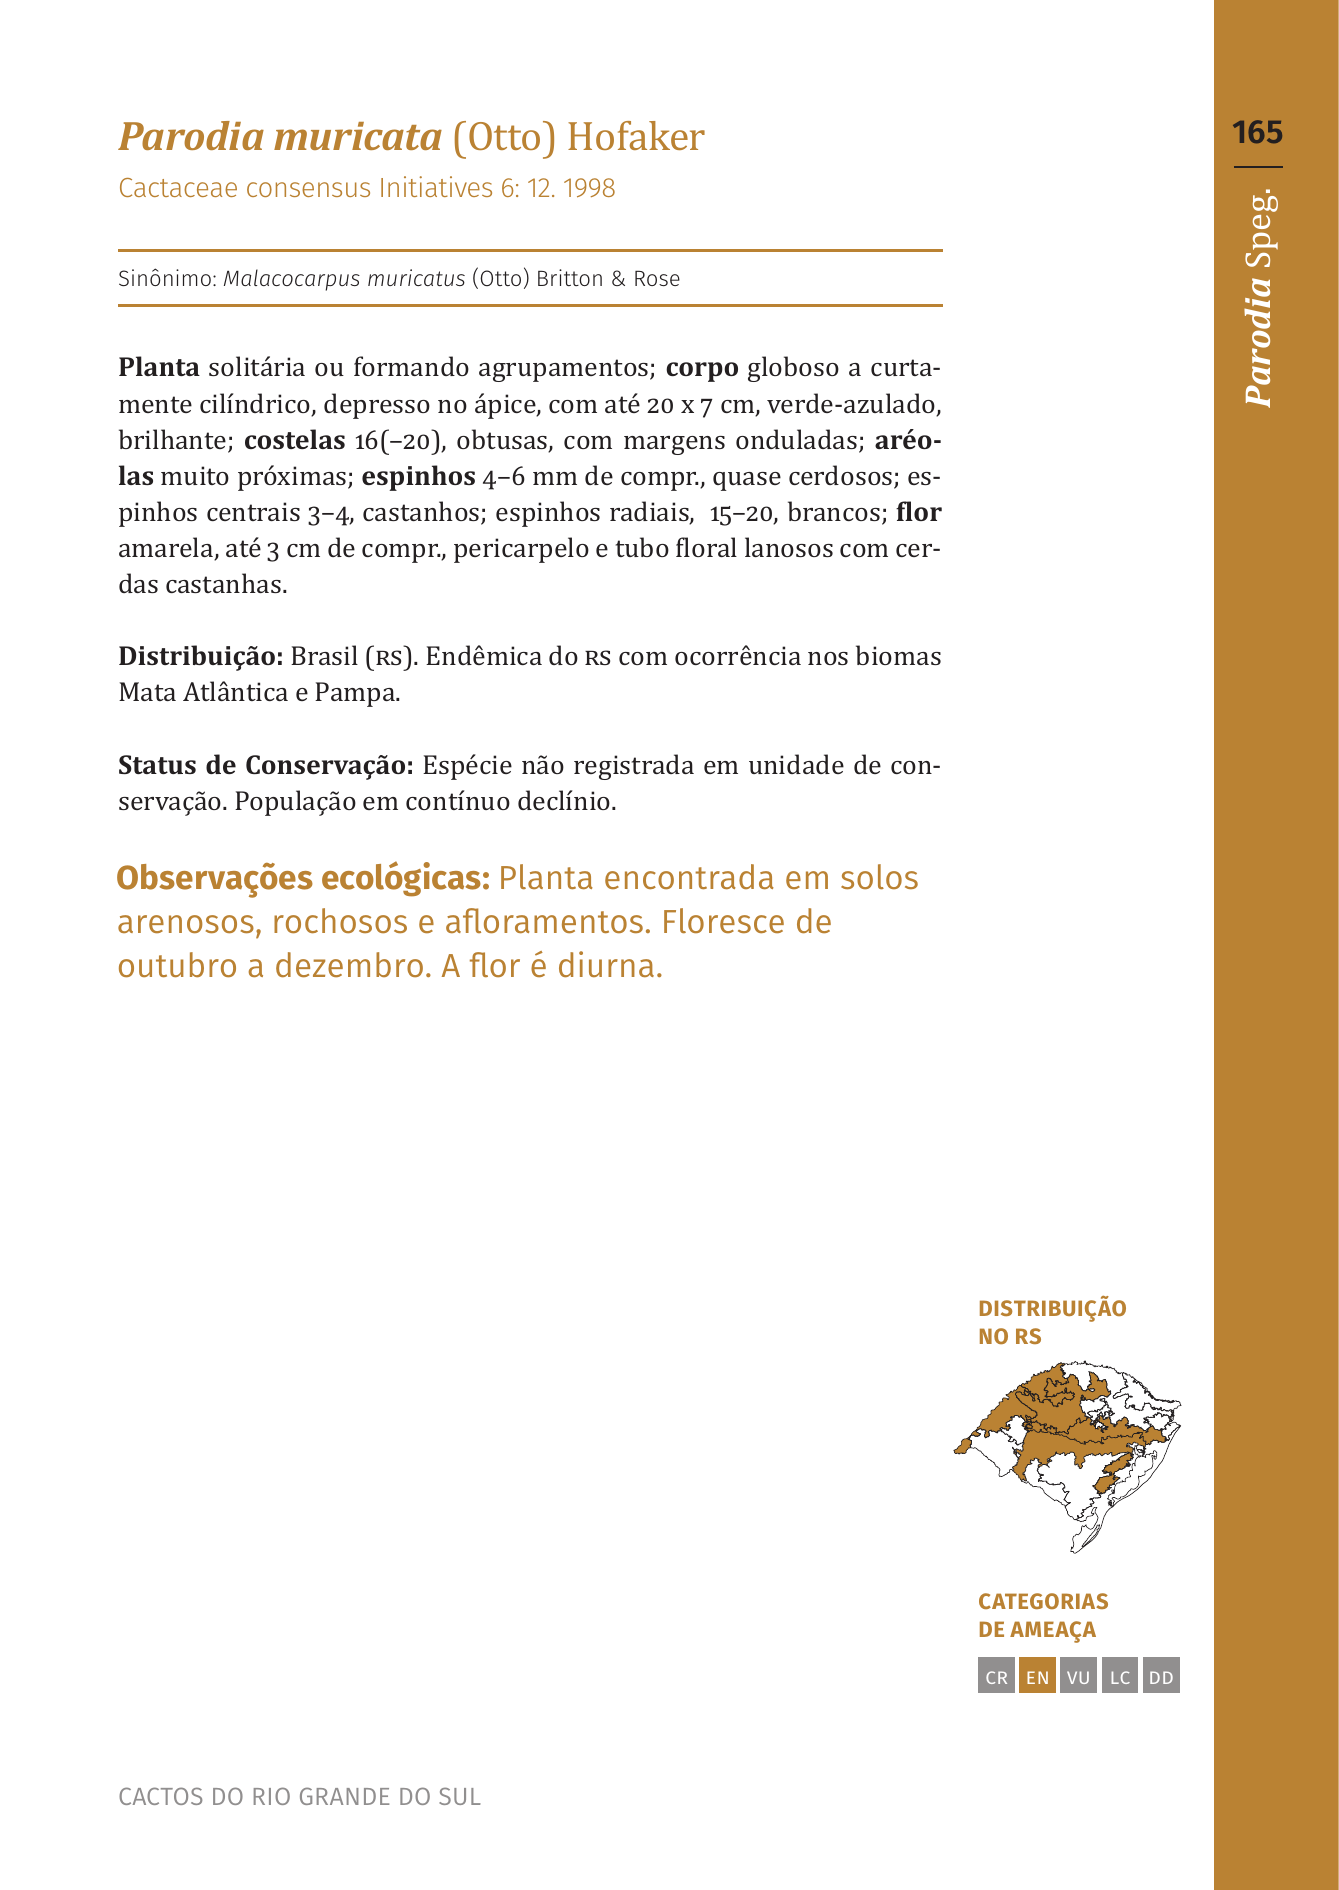 Parodia muricata (Otto) Hofaker
Cactaceae consensus Initiatives 6: 12. 1998
Sinônimo: Malacocarpus muricatus (Otto) Britton & Rose
Planta solitária ou formando agrupamentos; corpo globoso a curta-
mente cilíndrico, depresso no ápice, com até 20 x 7 cm, verde-azulado,
brilhante; costelas 16(–20), obtusas, com margens onduladas; aréo-
las muito próximas; espinhos 4–6 mm de compr., quase cerdosos; es-
pinhos centrais 3–4, castanhos; espinhos radiais, 15–20, brancos; flor
amarela, até 3 cm de compr., pericarpelo e tubo floral lanosos com cer-
das castanhas.
Distribuição: Brasil (RS). Endêmica do RS com ocorrência nos biomas
Mata Atlântica e Pampa.
Status de Conservação: Espécie não registrada em unidade de con-
servação. População em contínuo declínio.
Observações ecológicas: Planta encontrada em solos
arenosos, rochosos e afloramentos. Floresce de
outubro a dezembro. A flor é diurna.
DISTRIBUIÇÃO
NO RS
CATEGORIAS
DE AMEAÇA
CR EN VU LC DD
CACTOS DO RIO GRANDE DO SUL
165
Parodia Speg.